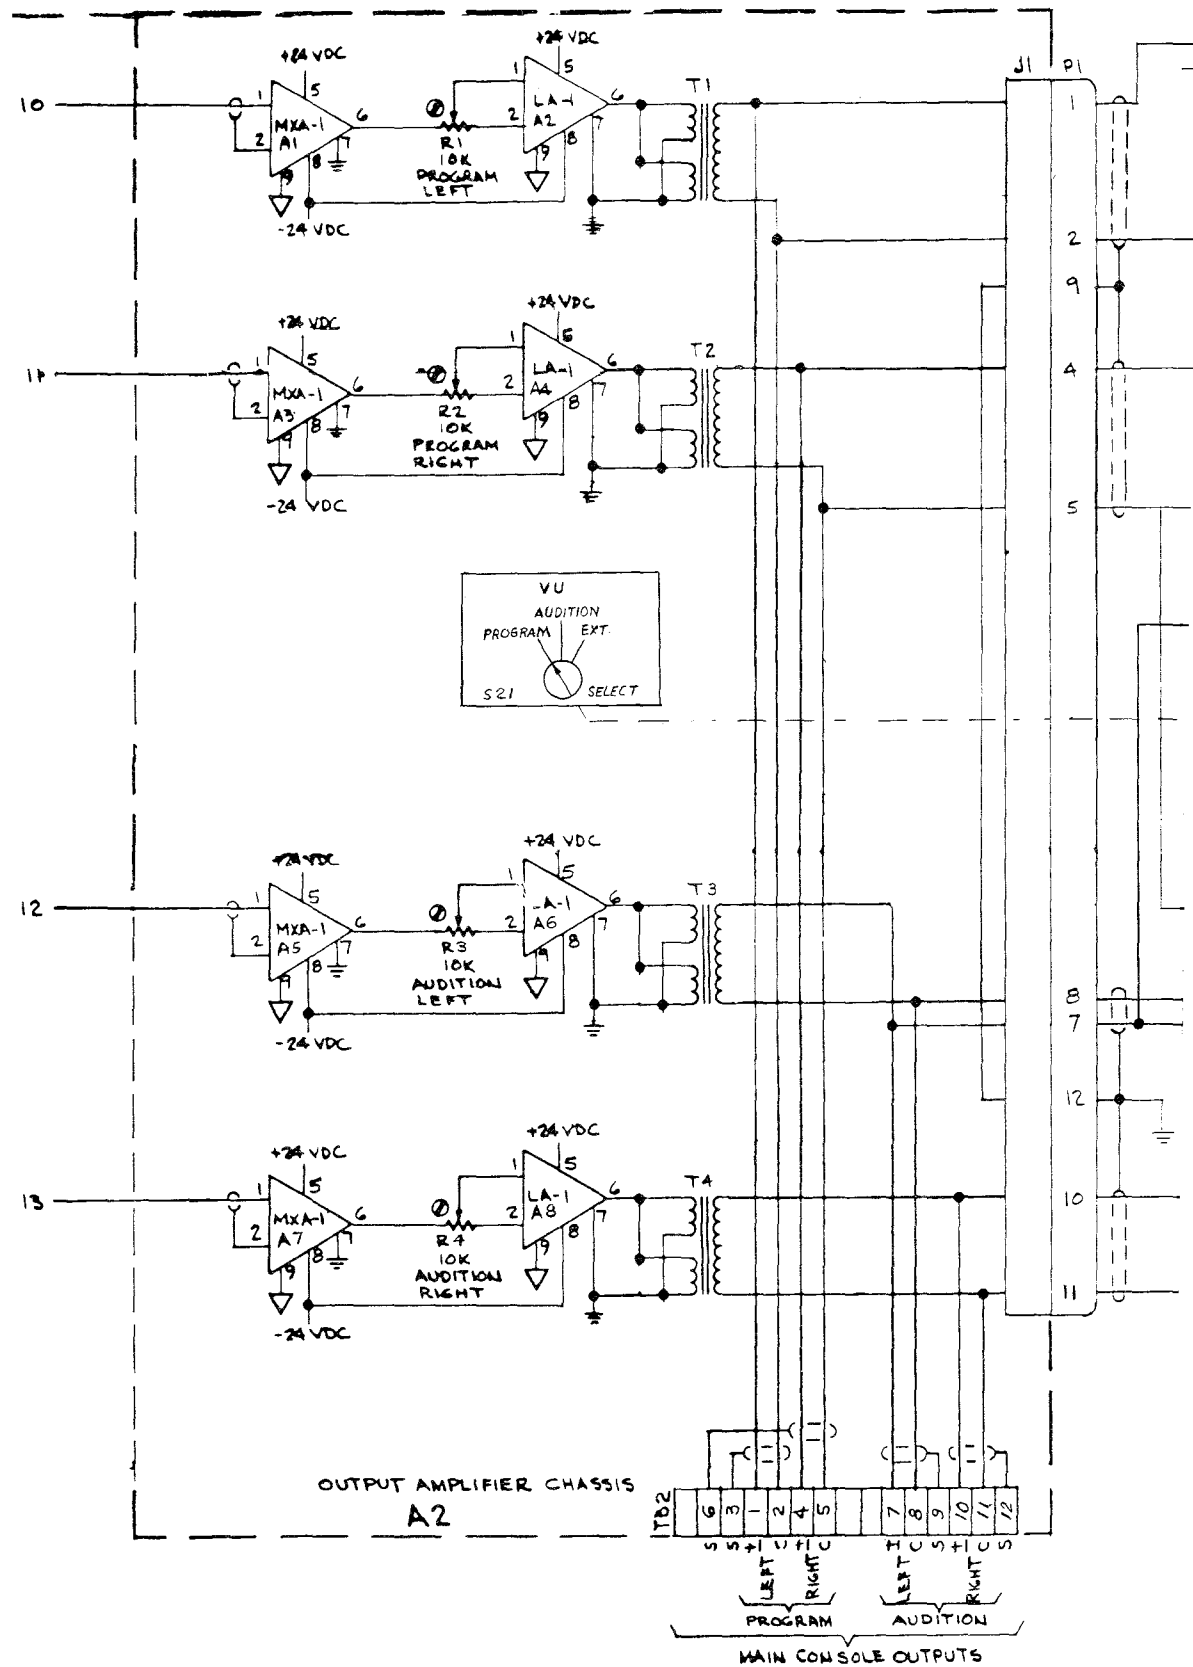 +24 VDC
+24 VDC
J1 P1
10
1 5 6
2 MXA-1 A1
7 8 9
-24 VDC
R1
10K
PROGRAM
LEFT
1 5 6
2 LA-1 A2
7 8 9
T1
1
2
9
+24 VDC
+24 VDC
11
1 5 6
2 MXA-1 A3
7 8 9
-24 VDC
R2
10K
PROGRAM
RIGHT
1 5 6
2 LA-1 A4
7 8 9
T2
4
5
VU
AUDITION
PROGRAM EXT.
S21 SELECT
+24 VDC
+24 VDC
12
1 5 6
2 MXA-1 A5
7 8 9
-24 VDC
R3
10K
AUDITION
LEFT
1 5 6
2 LA-1 A6
7 8 9
T3
8
7
12
+24 VDC
+24 VDC
13
1 5 6
2 MXA-1 A7
7 8 9
-24 VDC
R4
10K
AUDITION
RIGHT
1 5 6
2 LA-1 A8
7 8 9
T4
10
11
OUTPUT AMPLIFIER CHASSIS
A2
TB2 6 3 1 2 4 5 7 8 9 10 11 12
S S + C + C + C S + C S
LEFT RIGHT LEFT RIGHT
PROGRAM AUDITION
MAIN CONSOLE OUTPUTS